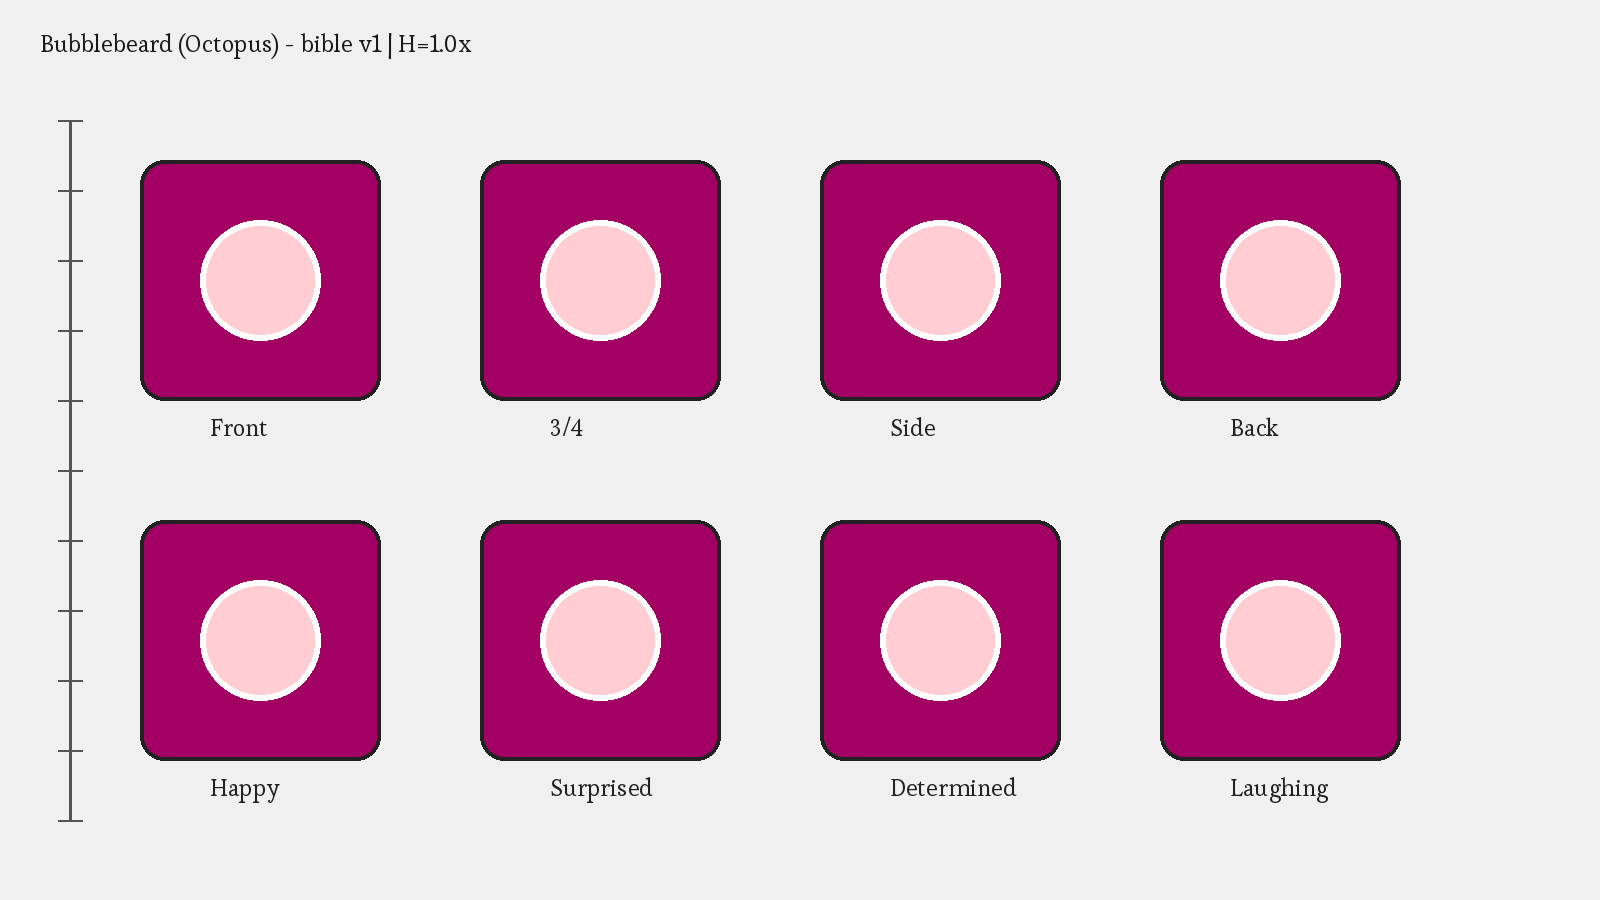 Bubblebeard (Octopus) - bible v1 | H=1.0x
Front
3/4
Side
Back
Happy
Surprised
Determined
Laughing